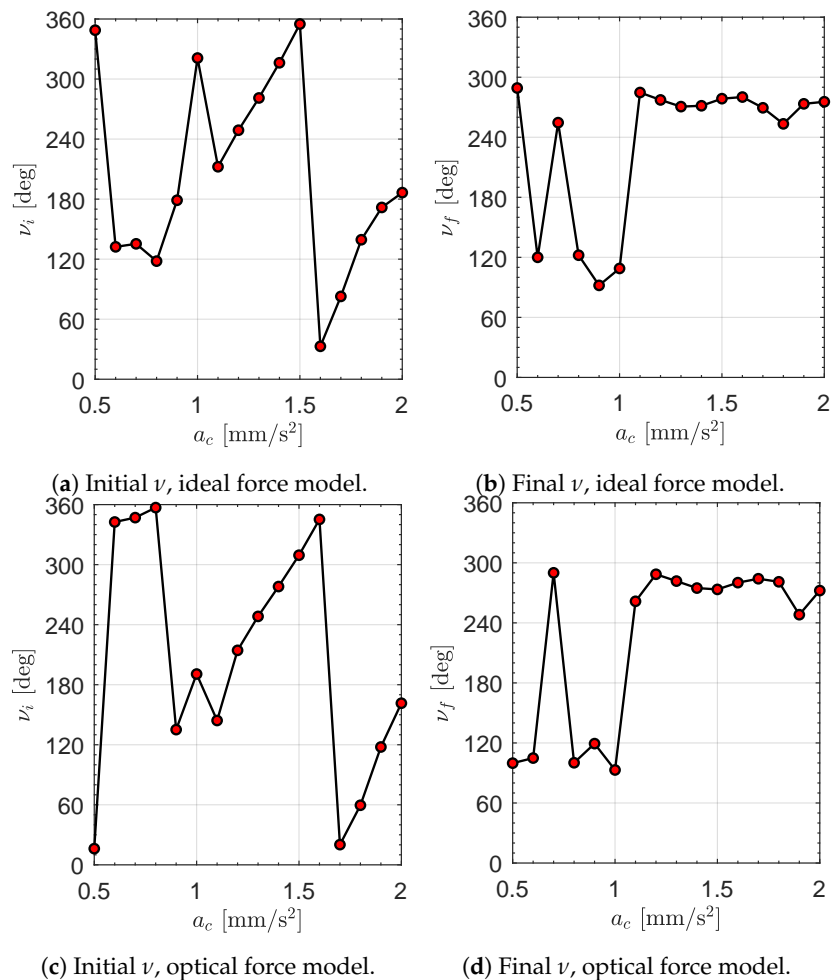 360
300
240
180
120
60
0
ν_i [deg]
0.5 1 1.5 2
a_c [mm/s²]
(a) Initial ν, ideal force model.
360
300
240
180
120
60
0
ν_f [deg]
0.5 1 1.5 2
a_c [mm/s²]
(b) Final ν, ideal force model.
360
300
240
180
120
60
0
ν_i [deg]
0.5 1 1.5 2
a_c [mm/s²]
(c) Initial ν, optical force model.
360
300
240
180
120
60
0
ν_f [deg]
0.5 1 1.5 2
a_c [mm/s²]
(d) Final ν, optical force model.